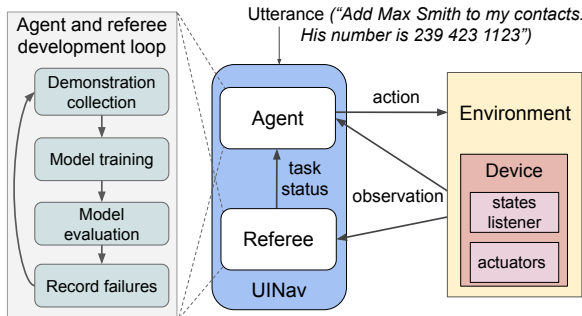 Agent and referee
development loop
Demonstration
collection
Model training
Model
evaluation
Record failures
Utterance (“Add Max Smith to my contacts.
His number is 239 423 1123”)
Agent
task
status
Referee
UINav
action
observation
Environment
Device
states
listener
actuators